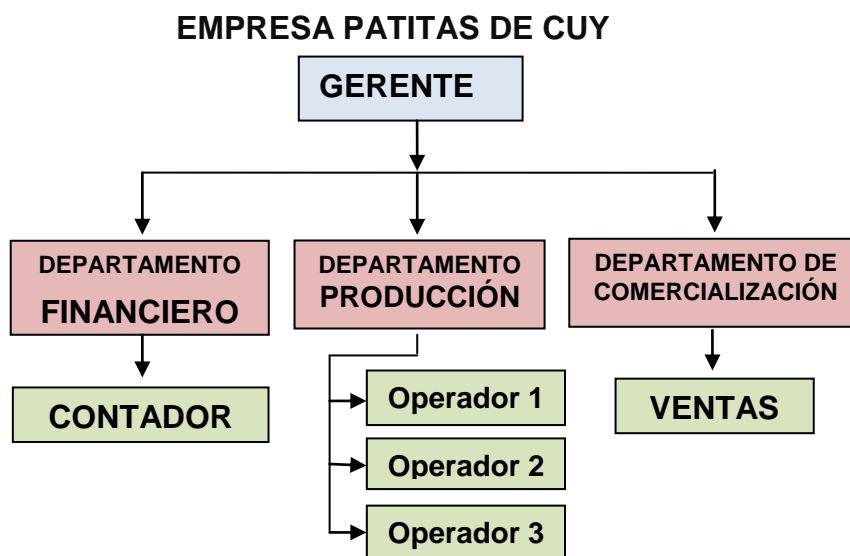 EMPRESA PATITAS DE CUY
GERENTE
DEPARTAMENTO
FINANCIERO
DEPARTAMENTO
PRODUCCIÓN
DEPARTAMENTO DE
COMERCIALIZACIÓN
CONTADOR
Operador 1
Operador 2
Operador 3
VENTAS